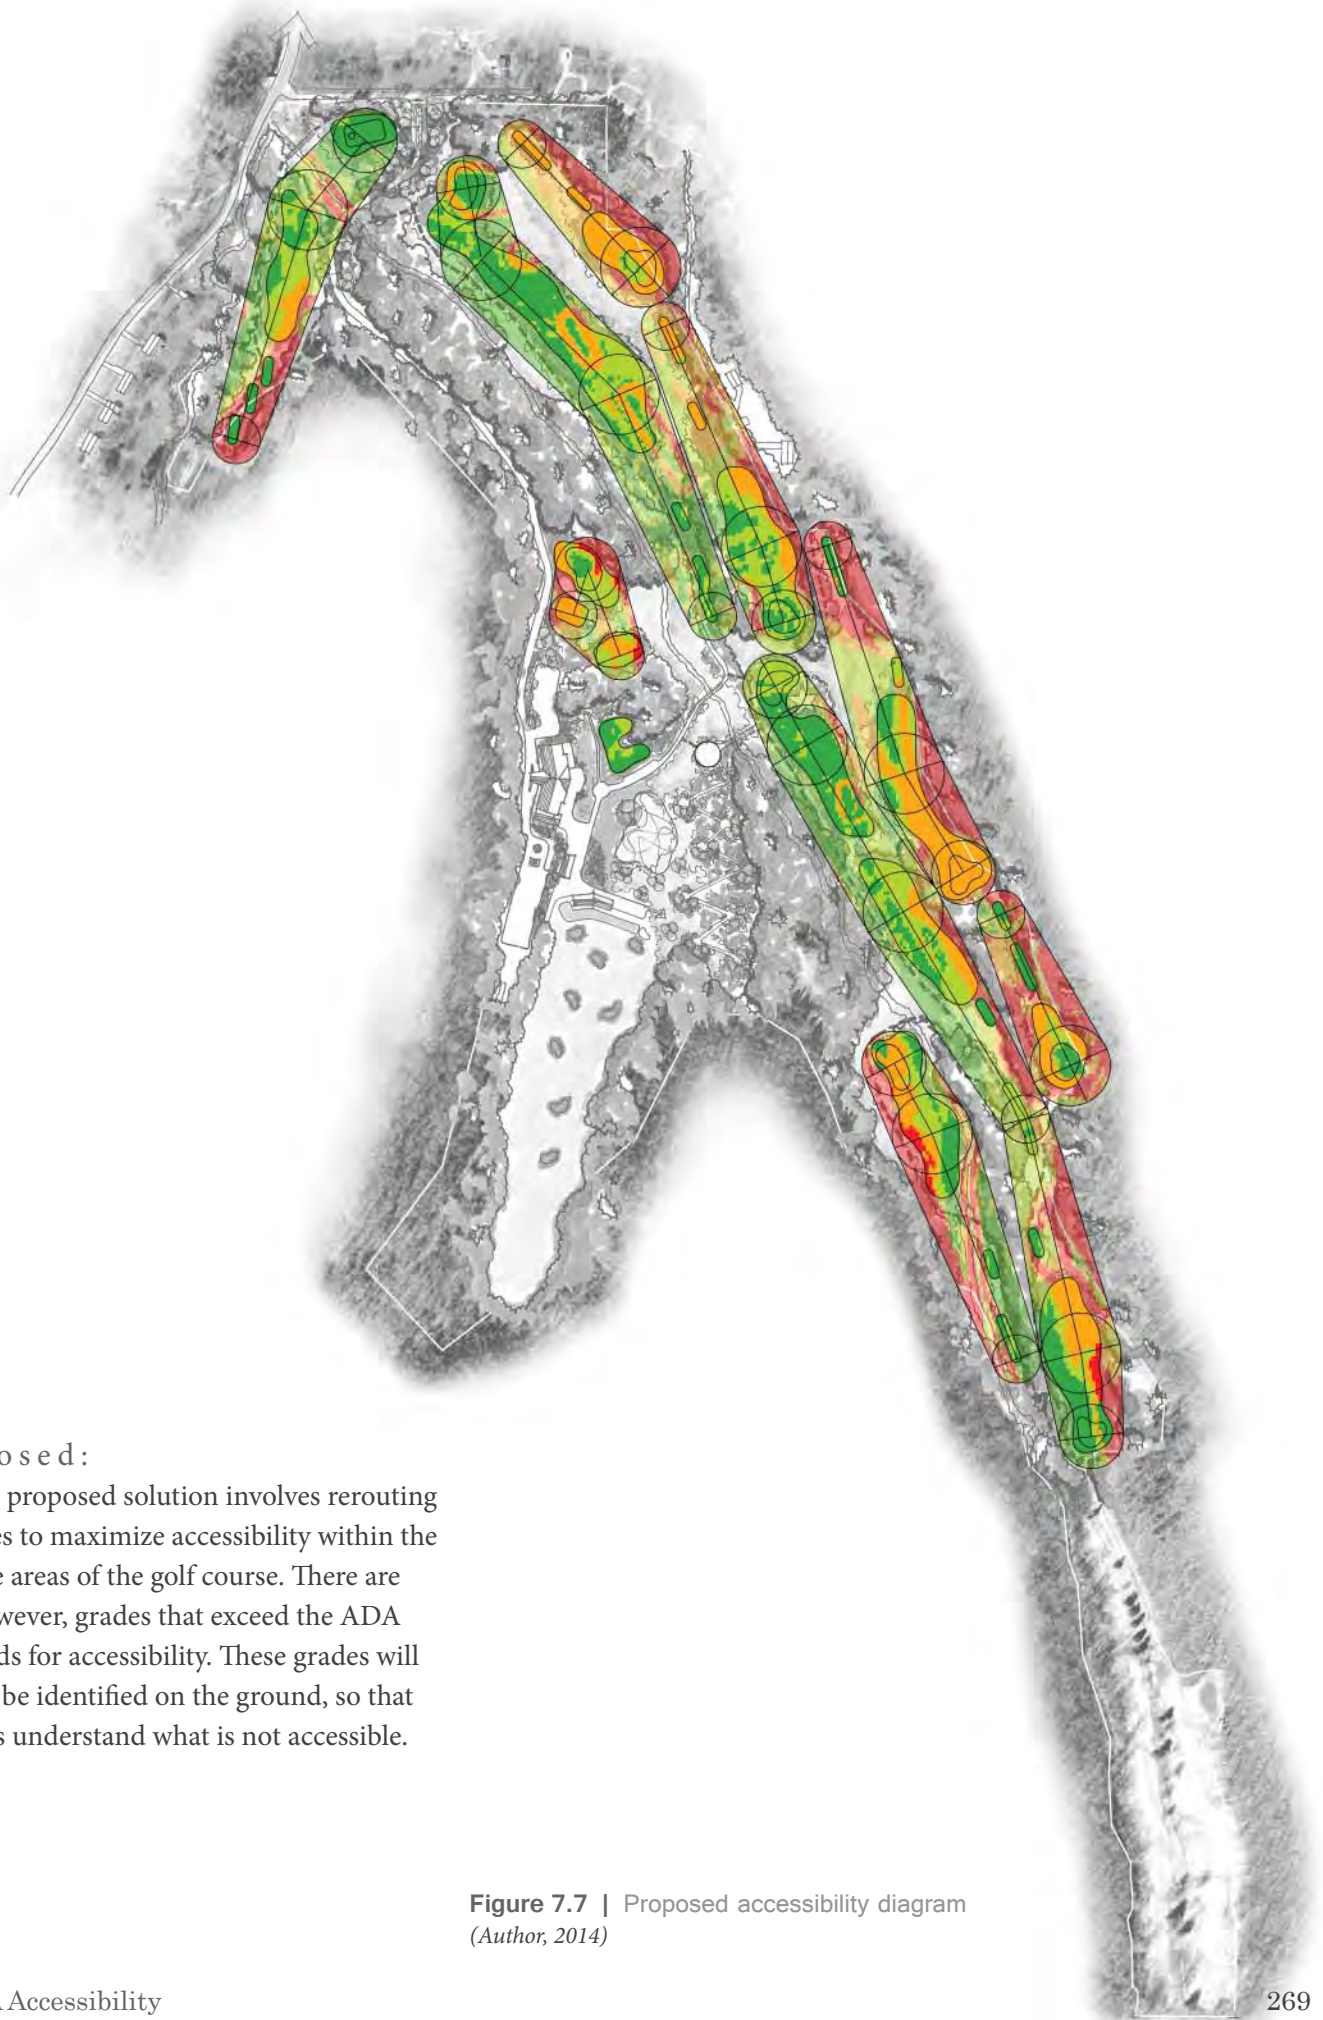 osed:
proposed solution involves rerouting
es to maximize accessibility within the
e areas of the golf course. There are
wever, grades that exceed the ADA
ds for accessibility. These grades will
be identified on the ground, so that
s understand what is not accessible.
Figure 7.7 | Proposed accessibility diagram
(Author, 2014)
Accessibility
269